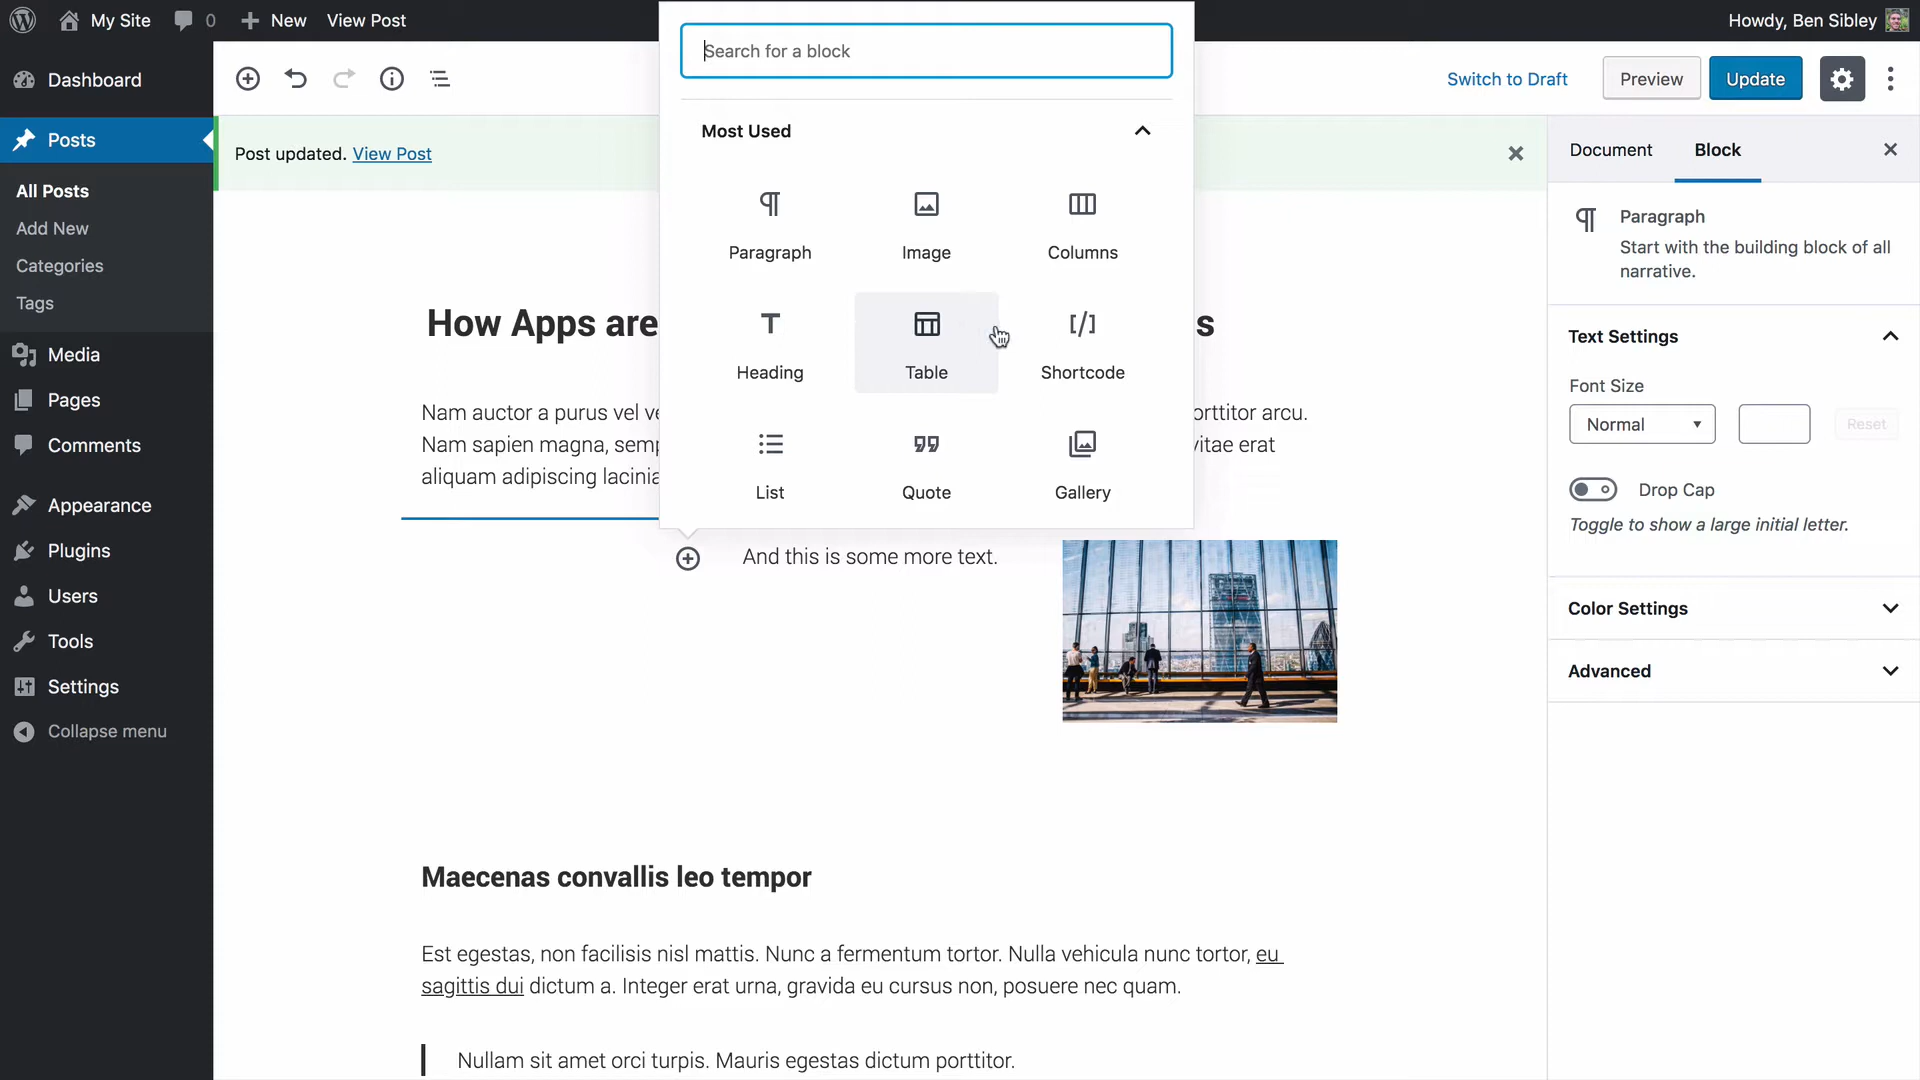 My Site
0
New
View Post
Howdy, Ben Sibley
Dashboard
Posts
All Posts
Add New
Categories
Tags
Media
Pages
Comments
Appearance
Plugins
Users
Tools
Settings
Collapse menu
Switch to Draft
Preview
Update
Post updated. View Post
Search for a block
Most Used
Paragraph
Image
Columns
Heading
Table
[/]
Shortcode
List
Quote
Gallery
How Apps are
s
Nam auctor a purus vel ve
orttitor arcu.
Nam sapien magna, semp
vitae erat
aliquam adipiscing lacinia
And this is some more text.
Maecenas convallis leo tempor
Est egestas, non facilisis nisl mattis. Nunc a fermentum tortor. Nulla vehicula nunc tortor, eu
sagittis dui dictum a. Integer erat urna, gravida eu cursus non, posuere nec quam.
Nullam sit amet orci turpis. Mauris egestas dictum porttitor.
Document
Block
Paragraph
Start with the building block of all
narrative.
Text Settings
Font Size
Normal
Reset
Drop Cap
Toggle to show a large initial letter.
Color Settings
Advanced